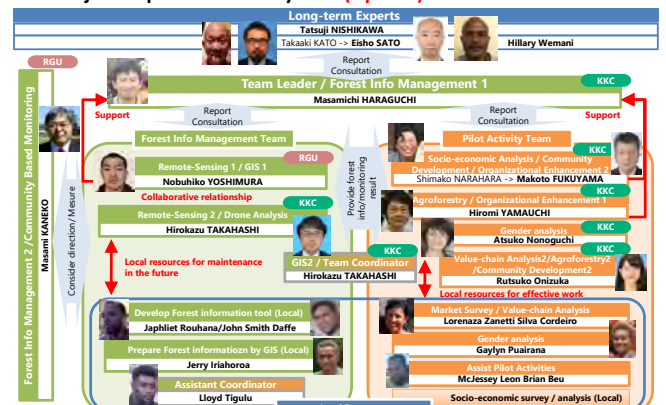 Long-term Experts
Tatsuji NISHIKAWA
Takaaki KATO -> Eisho SATO
Hillary Wemani
RGU
Report
Consultation
Team Leader / Forest Info Management 1
KKC
Masamichi HARAGUCHI
Support
Report
Consultation
Report
Consultation
Support
Forest Info Management 2 /Community Based Monitoring
Masami KANEKO
Consider direction/ Mesure
Forest Info Management Team
RGU
Remote-Sensing 1 / GIS 1
Nobuhiko YOSHIMURA
Collaborative relationship
KKC
Remote-Sensing 2 / Drone Analysis
Hirokazu TAKAHASHI
Local resources for maintenance
in the future
Provide forest
info/monitoring
result
KKC
GIS2 / Team Coordinator
Hirokazu TAKAHASHI
Pilot Activity Team
KKC
Socio-economic Analysis / Community
Development / Organizational Enhancement 2
Shimako NARAHARA -> Makoto FUKUYAMA
KKC
Agroforestry / Organizational Enhancement 1
Hiromi YAMAUCHI
KKC
Gender analysis
Atsuko Nonoguchi
KKC
Value-chain Analysis2/Agroforestry2
/Community Development2
Rutsuko Onizuka
Local resources for effective work
Develop Forest information tool (Local)
Japhliet Rouhana/John Smith Daffe
Prepare Forest informatiozn by GIS (Local)
Jerry Iriahoroa
Assistant Coordinator
Lloyd Tigulu
Market Survey / Value-chain Analysis
Lorenaza Zanetti Silva Cordeiro
Gender analysis
Gaylyn Puairana
Assist Pilot Activities
McJessey Leon Brian Beu
Socio-economic survey / analysis (Local)